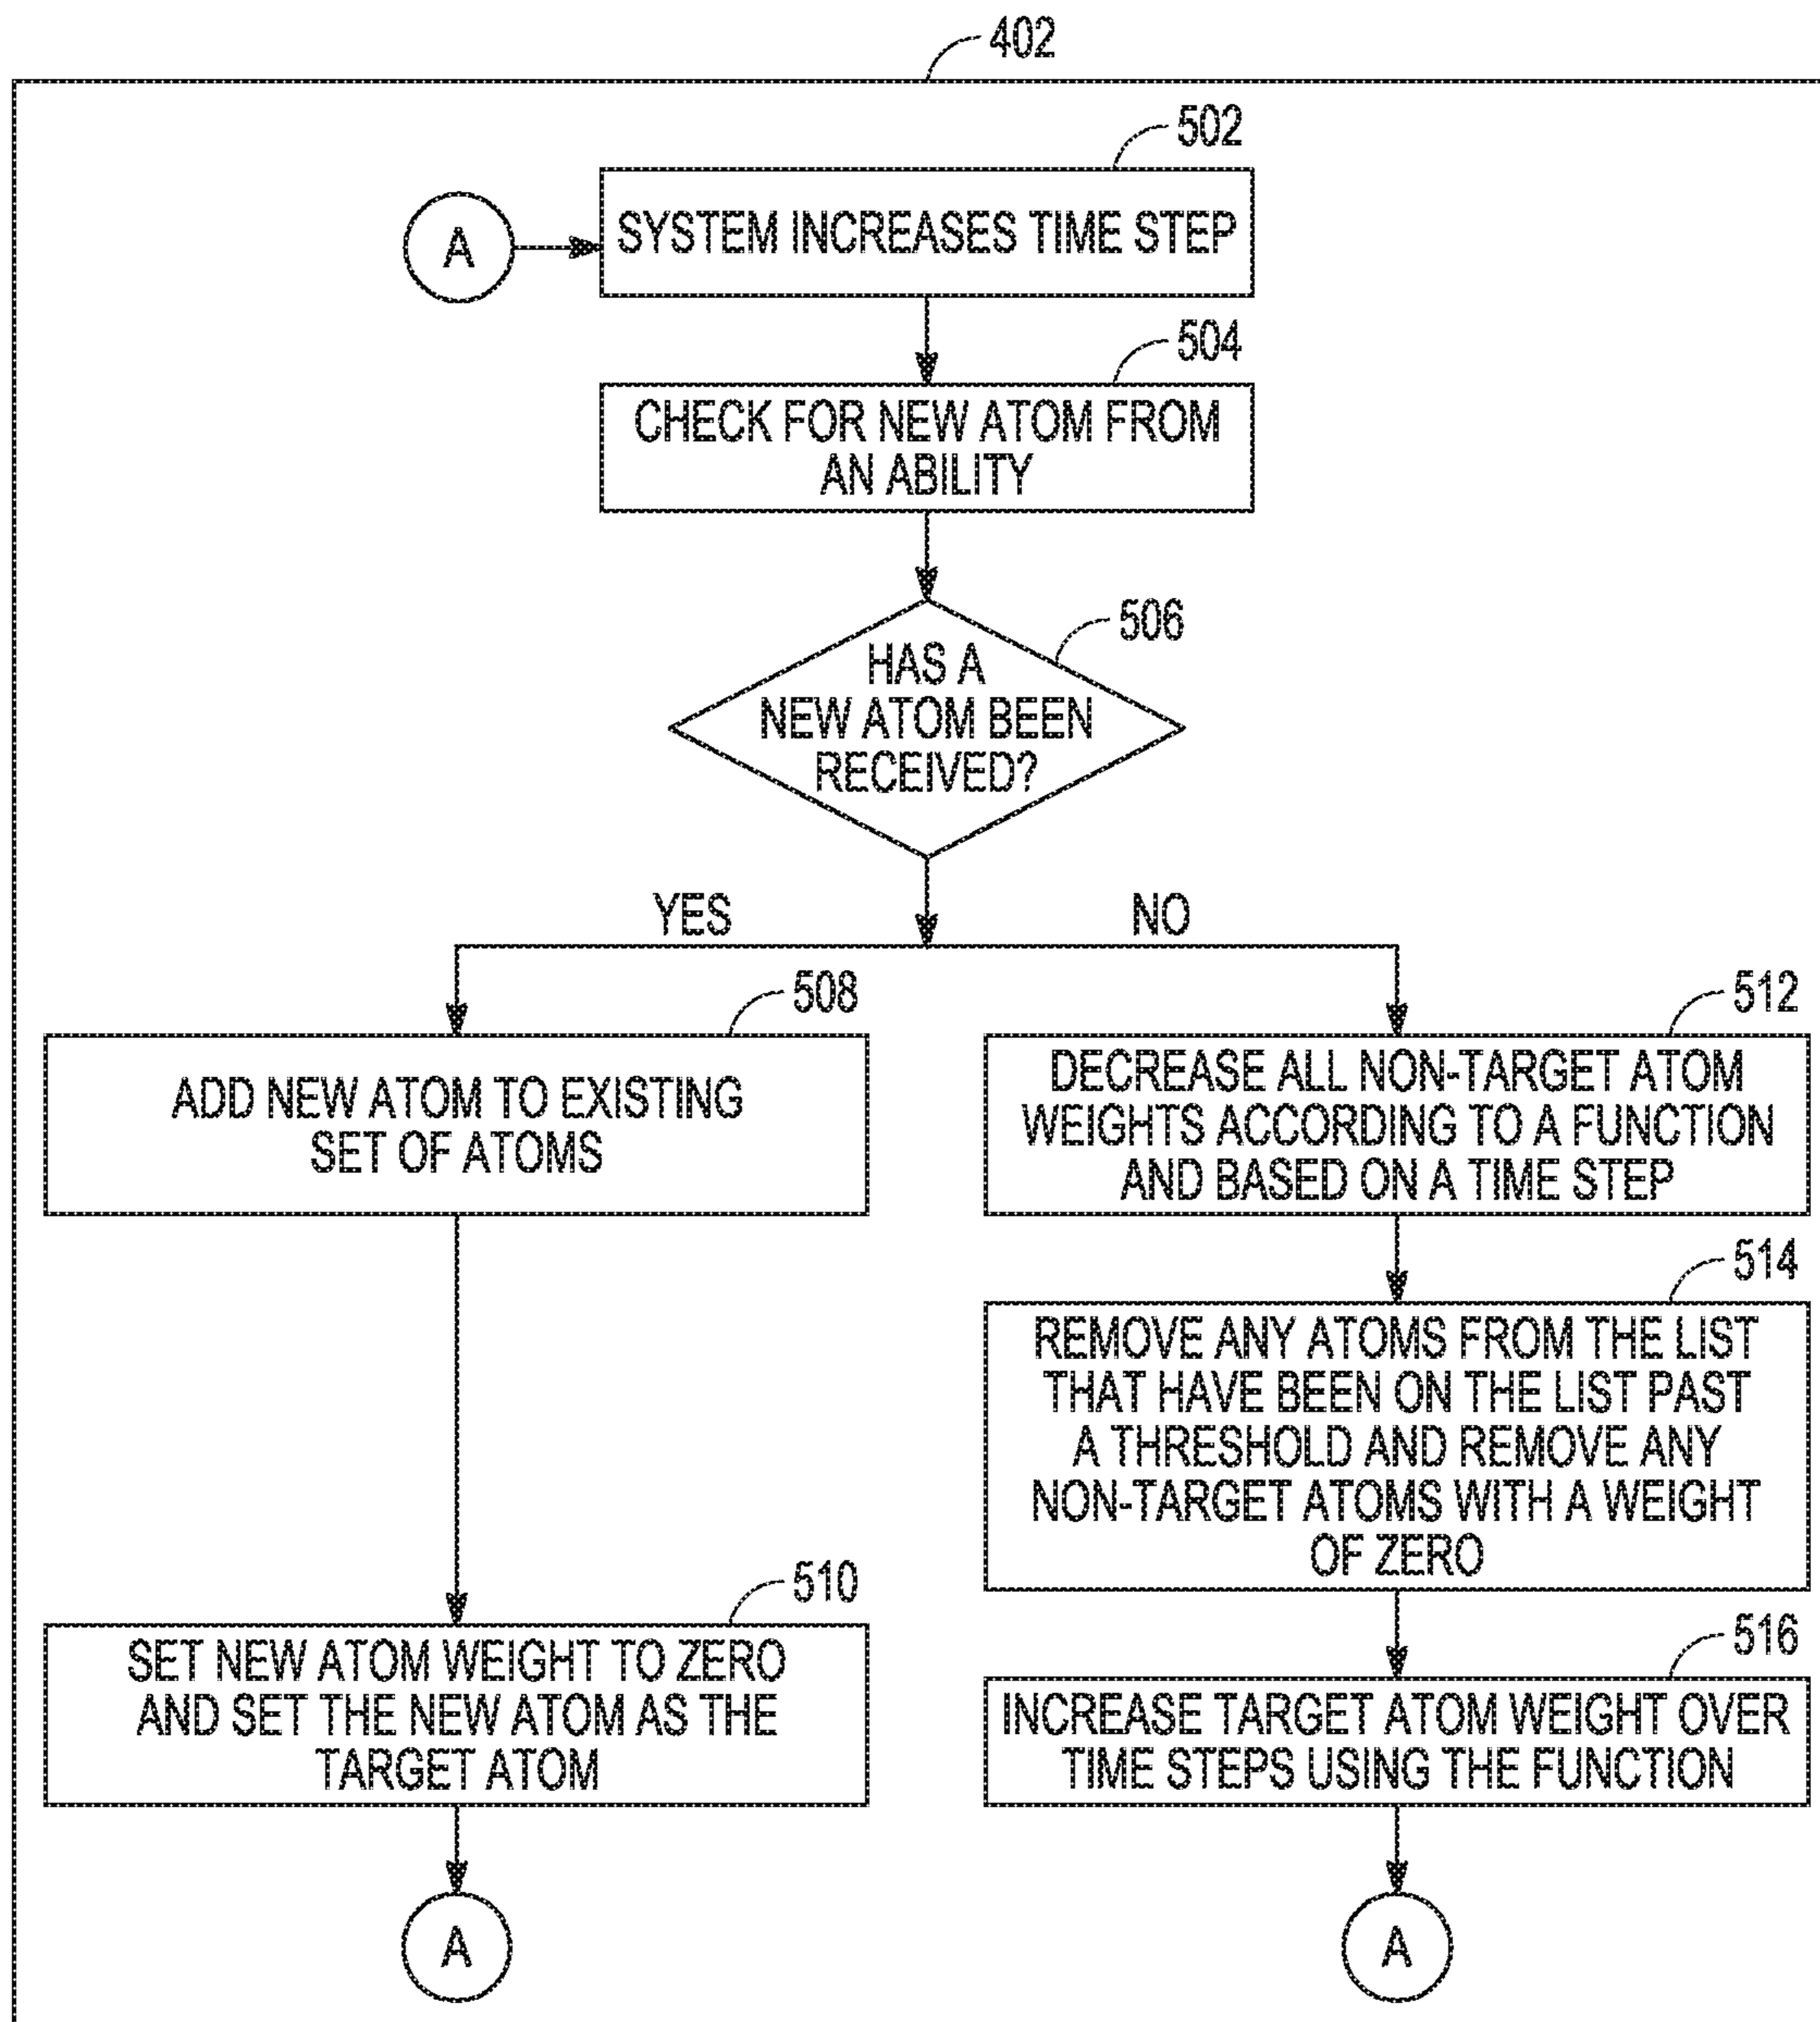 402
502
A
SYSTEM INCREASES TIME STEP
504
CHECK FOR NEW ATOM FROM
AN ABILITY
506
HAS A
NEW ATOM BEEN
RECEIVED?
YES
NO
508
ADD NEW ATOM TO EXISTING
SET OF ATOMS
512
DECREASE ALL NON-TARGET ATOM
WEIGHTS ACCORDING TO A FUNCTION
AND BASED ON A TIME STEP
514
REMOVE ANY ATOMS FROM THE LIST
THAT HAVE BEEN ON THE LIST PAST
A THRESHOLD AND REMOVE ANY
NON-TARGET ATOMS WITH A WEIGHT
OF ZERO
510
SET NEW ATOM WEIGHT TO ZERO
AND SET THE NEW ATOM AS THE
TARGET ATOM
516
INCREASE TARGET ATOM WEIGHT OVER
TIME STEPS USING THE FUNCTION
A
A